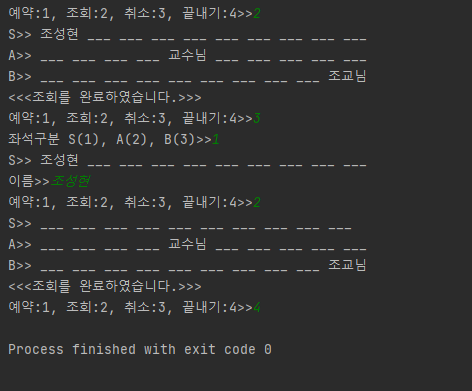 예약:1, 조회:2, 취소:3, 끝내기:4>>2
S>> 조성현 ___ ___ ___ ___ ___ ___ ___ ___ ___
A>> ___ ___ ___ ___ 교수님 ___ ___ ___ ___ ___
B>> ___ ___ ___ ___ ___ ___ ___ ___ ___ 조교님
<<<조회를 완료하였습니다.>>>
예약:1, 조회:2, 취소:3, 끝내기:4>>3
좌석구분 S(1), A(2), B(3)>>1
S>> 조성현 ___ ___ ___ ___ ___ ___ ___ ___ ___
이름>>조성현
예약:1, 조회:2, 취소:3, 끝내기:4>>2
S>> ___ ___ ___ ___ ___ ___ ___ ___ ___ ___
A>> ___ ___ ___ ___ 교수님 ___ ___ ___ ___ ___
B>> ___ ___ ___ ___ ___ ___ ___ ___ ___ 조교님
<<<조회를 완료하였습니다.>>>
예약:1, 조회:2, 취소:3, 끝내기:4>>4
Process finished with exit code 0